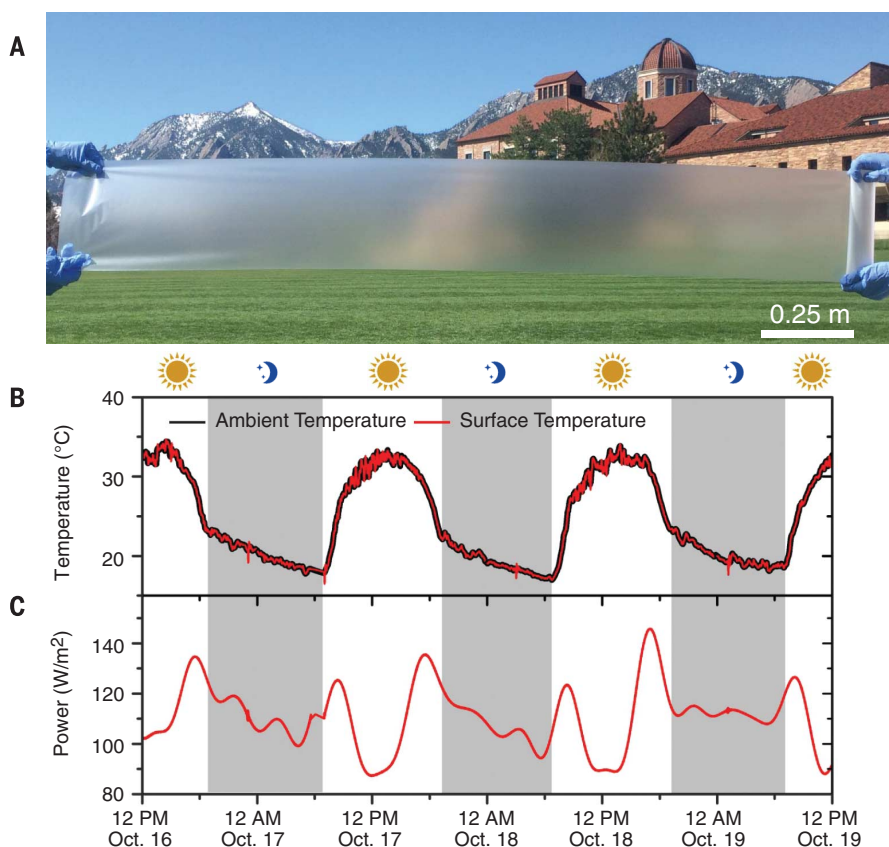 A
0.25 m
B
40
30
20
Temperature (°C)
Ambient Temperature
Surface Temperature
C
140
120
100
80
Power (W/m2)
12 PM 12 AM 12 PM 12 AM 12 PM 12 AM 12 PM
Oct. 16 Oct. 17 Oct. 17 Oct. 18 Oct. 18 Oct. 19 Oct. 19